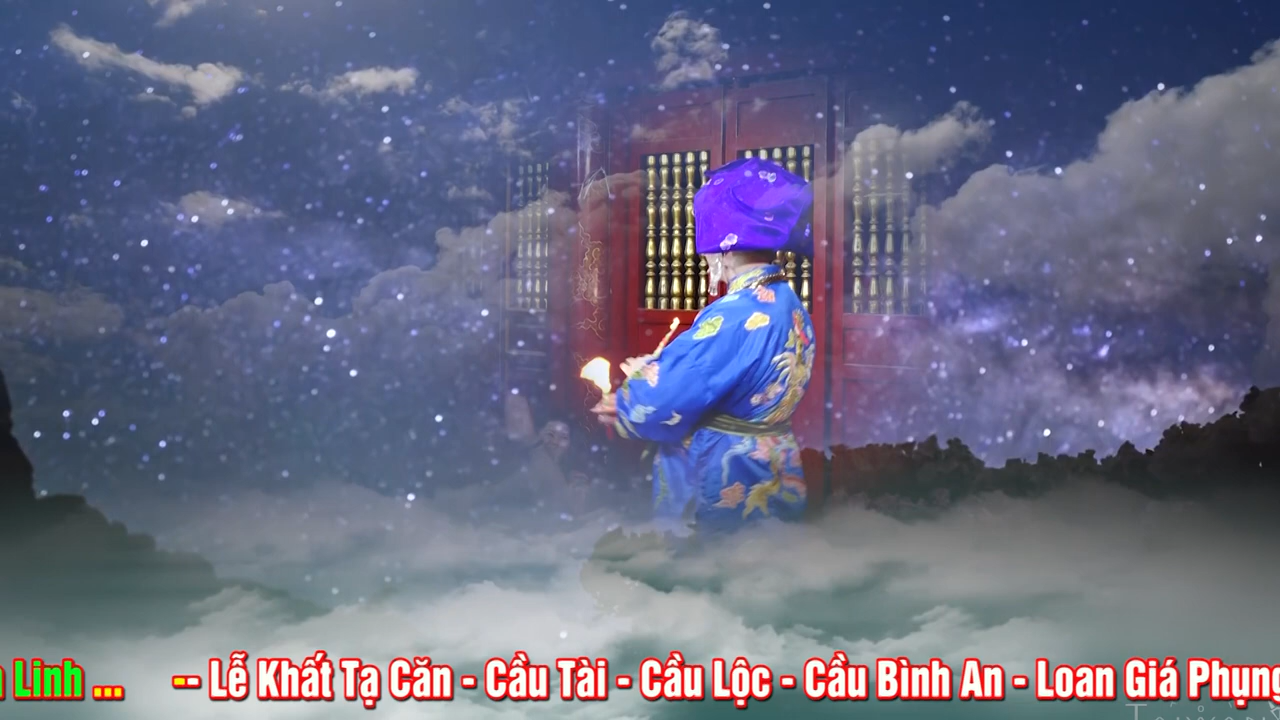 Linh ... -- Lễ Khất Tạ Căn - Cầu Tài - Cầu Lộc - Cầu Bình An - Loan Giá Phụng